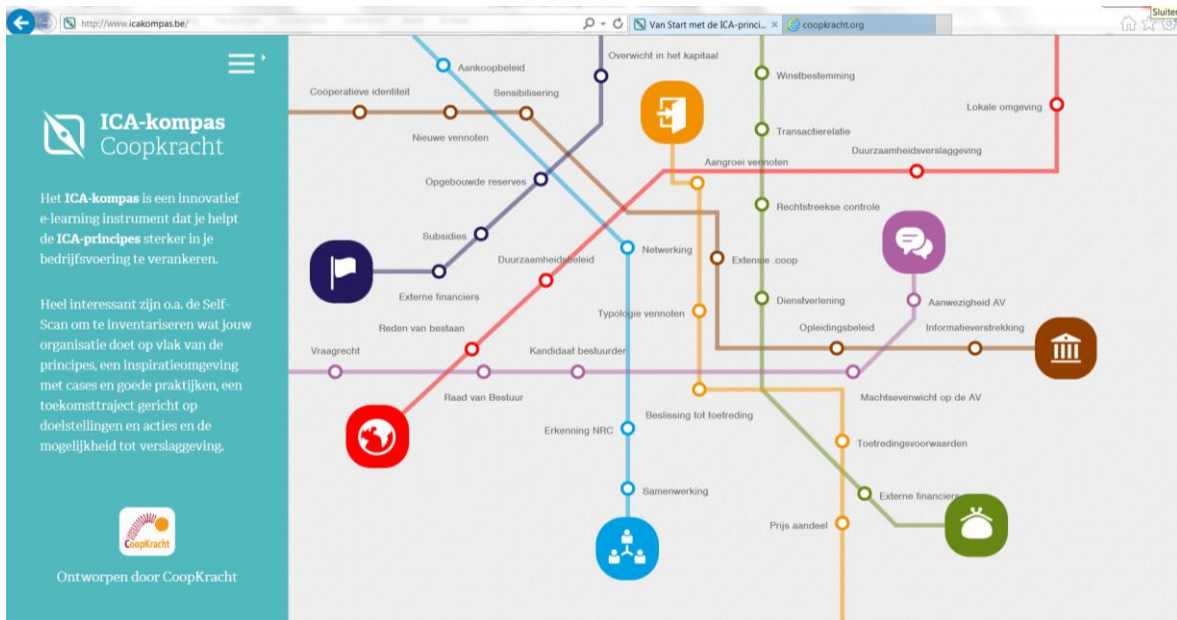 Sluiten
http://www.icakompas.be/
Van Start met de ICA-princi...
coopkracht.org
ICA-kompas
Coopkracht
Het ICA-kompas is een innovatief
e-learning instrument dat je helpt
de ICA-principes sterker in je
bedrijfsvoering te verankeren.
Heel interessant zijn o.a. de Self-
Scan om te inventariseren wat jouw
organisatie doet op vlak van de
principes, een inspiratieomgeving
met cases en goede praktijken, een
toekomsttraject gericht op
doelstellingen en acties en de
mogelijkheid tot verslaggeving.
CoopKracht
Ontworpen door CoopKracht
Overwicht in het kapitaal
Aankoopbeleid
Winstbestemming
Coöperatieve identiteit
Sensibilisering
Lokale omgeving
Nieuwe vennoten
Transactierelatie
Duurzaamheidsverslaggeving
Aangroei vennoten
Opgebouwde reserves
Rechtstreekse controle
Subsidies
Netwerking
Duurzaamheidsbeleid
Extensie .coop
Externe financiers
Dienstverlening
Aanwezigheid AV
Typologie vennoten
Reden van bestaan
Opleidingsbeleid
Informatieverstrekking
Vraagrecht
Kandidaat bestuurder
Raad van Bestuur
Machtsevenwicht op de AV
Beslissing tot toetreding
Erkenning NRC
Toetredingsvoorwaarden
Samenwerking
Externe financiers
Prijs aandeel